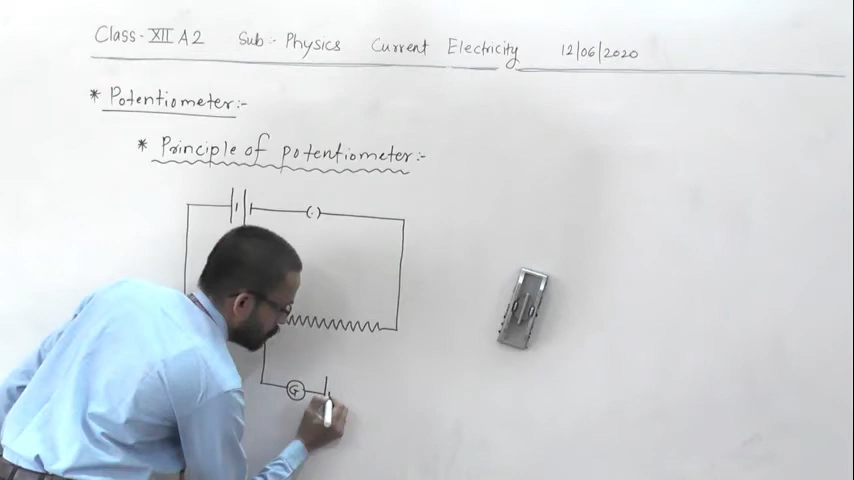 Class - XII A2 Sub :- Physics Current Electricity 12/06/2020
* Potentiometer:-
* Principle of potentiometer:-
G